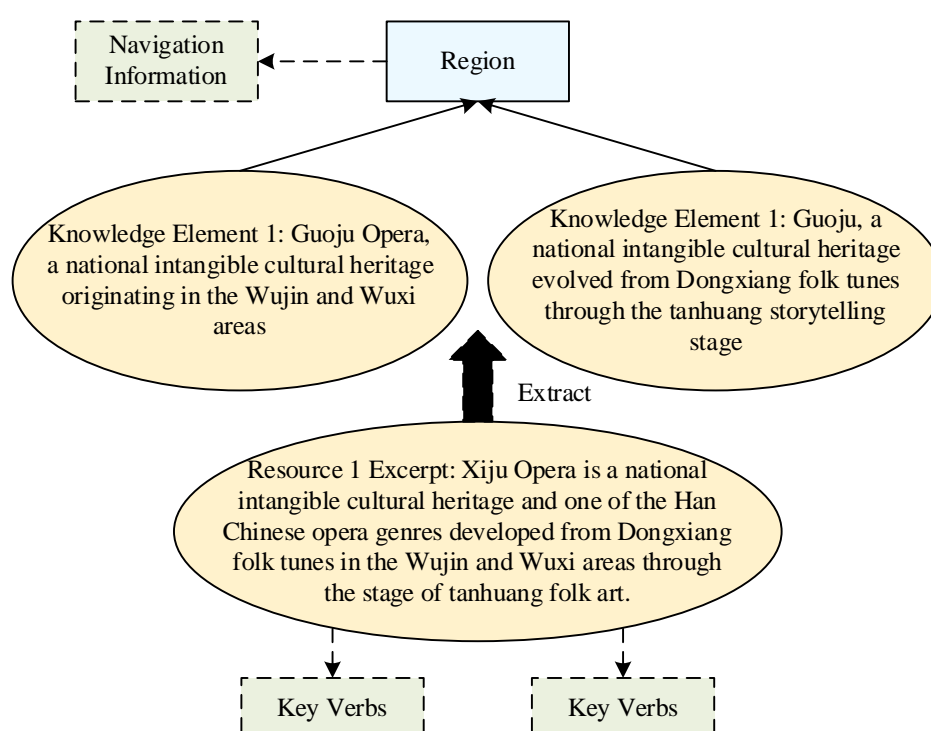 Navigation
Information
Region
Knowledge Element 1: Guoju Opera,
a national intangible cultural heritage
originating in the Wujin and Wuxi
areas
Knowledge Element 1: Guoju, a
national intangible cultural heritage
evolved from Dongxiang folk tunes
through the tanhuang storytelling
stage
Extract
Resource 1 Excerpt: Xiju Opera is a national
intangible cultural heritage and one of the Han
Chinese opera genres developed from Dongxiang
folk tunes in the Wujin and Wuxi areas through
the stage of tanhuang folk art.
Key Verbs
Key Verbs